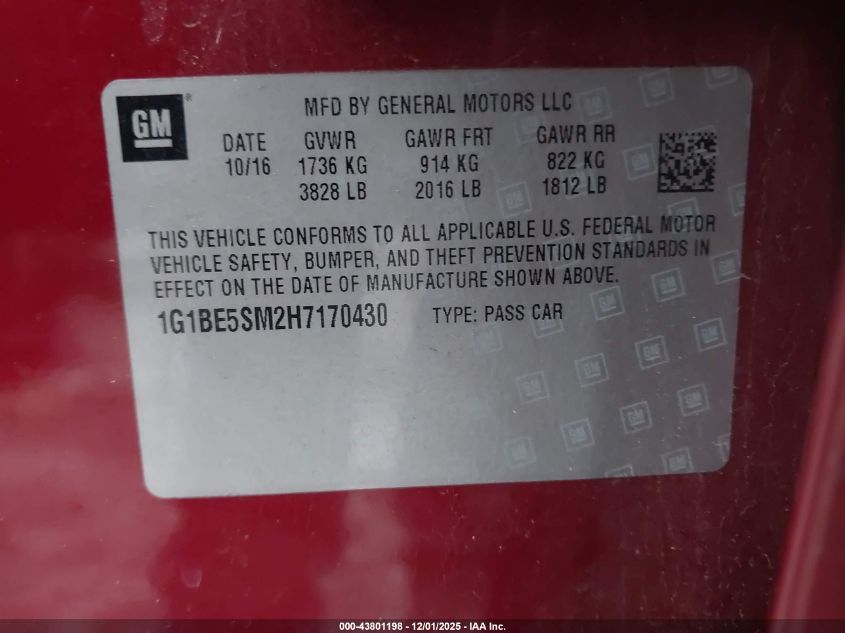 GM
MFD BY GENERAL MOTORS LLC
DATE GVWR GAWR FRT GAWR RR
10/16 1736 KG 914 KG 822 KG
3828 LB 2016 LB 1812 LB
THIS VEHICLE CONFORMS TO ALL APPLICABLE U.S. FEDERAL MOTOR
VEHICLE SAFETY, BUMPER, AND THEFT PREVENTION STANDARDS IN
EFFECT ON THE DATE OF MANUFACTURE SHOWN ABOVE.
1G1BE5SM2H7170430 TYPE: PASS CAR
000-43801198 - 12/01/2025 - IAA Inc.